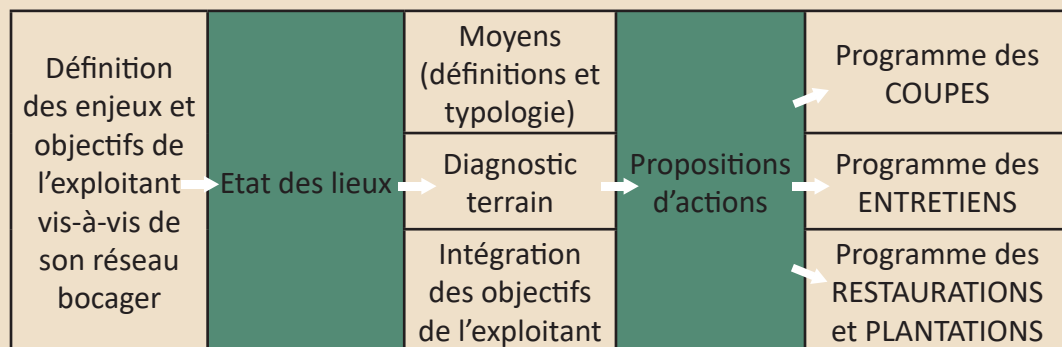 Définition
des enjeux et
objectifs de
l'exploitant
vis-à-vis de
son réseau
bocager
Etat des lieux
Moyens
(définitions et
typologie)
Diagnostic
terrain
Intégration
des objectifs
de l'exploitant
Propositions
d'actions
Programme des
COUPES
Programme des
ENTRETIENS
Programme des
RESTAURATIONS
et PLANTATIONS